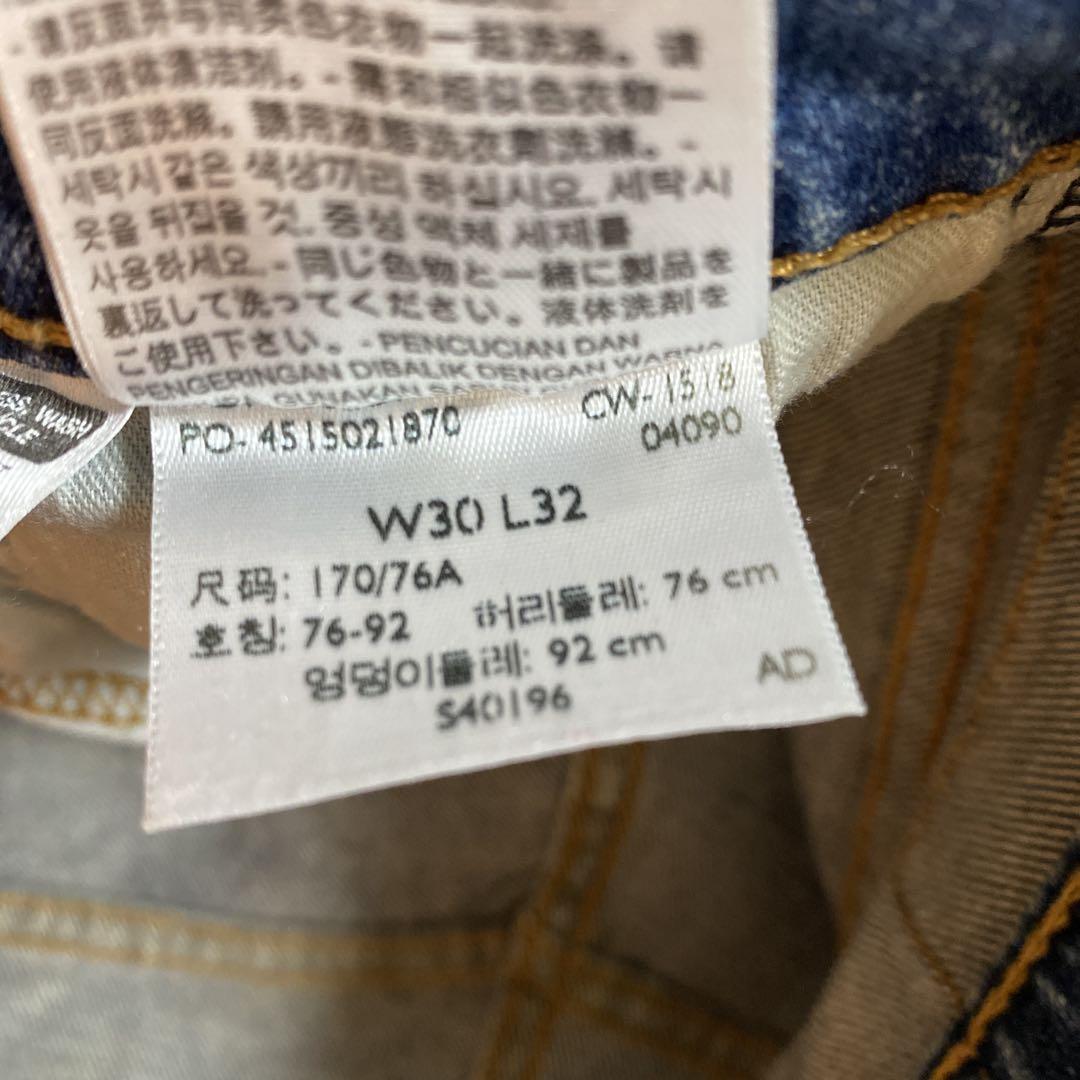 - 请反面并与同类色衣物一起洗涤。请
使用液体清洁剂。- 需和相似色衣物一
同反面洗滌。請用液態洗衣劑洗滌。-
세탁시 같은 색상끼리 하십시오. 세탁시
옷을 뒤집을 것. 중성 액체 세제를
사용하세요. - 同じ色物と一緒に製品を
裏返して洗ってください。液体洗剤を
ご使用下さい。- PENCUCIAN DAN
PENGERINGAN DIBALIK DENGAN WARNA
GUNAKAN
WASH
PO- 4515021870 CW- 1518
04090
W30 L32
尺码: 170/76A
호칭: 76-92 허리둘레: 76 cm
엉덩이둘레: 92 cm
S40196 AD